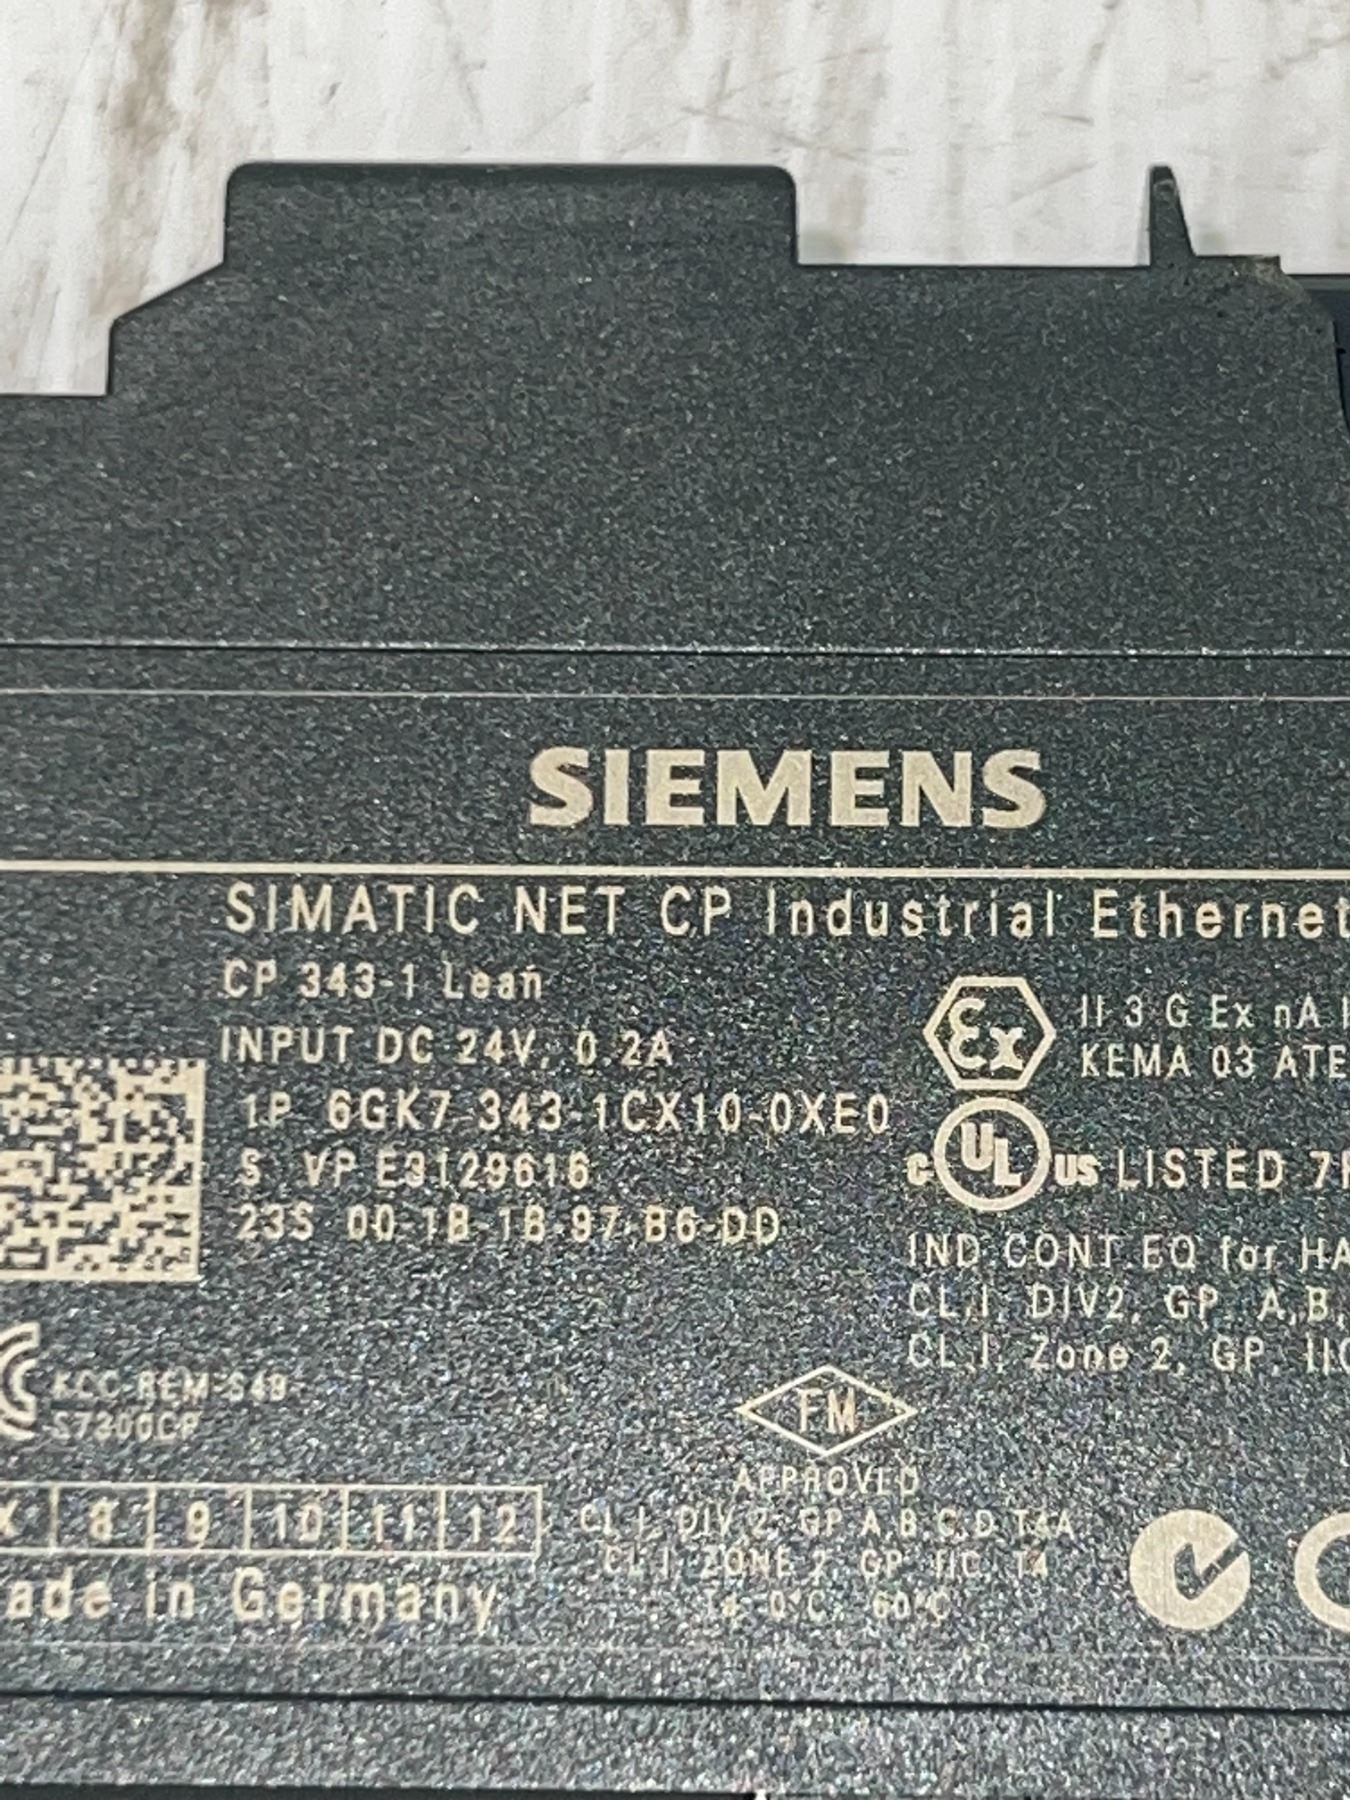 SIEMENS
SIMATIC NET CP Industrial Ethernet
CP 343-1 Lean
INPUT DC 24V, 0.2A
1P 6GK7 343-1CX10-0XE0
S VP E3129616
23S 00-1B-1B-97-B6-DD
Ex
II 3 G Ex nA
KEMA 03 ATE
C UL US LISTED 7
IND CONT EQ for HA
CL.I, DIV2, GP. A,B,
CL.I, Zone 2, GP. IIC
KCC-REM-S49
S7300CP
FM
APPROVED
X 8 9 10 11 12
CL I, DIV 2, GP A,B,C,D T4A
CL I, ZONE 2, GP IIC T4
Ta 0°C.. 60°C
ade in Germany